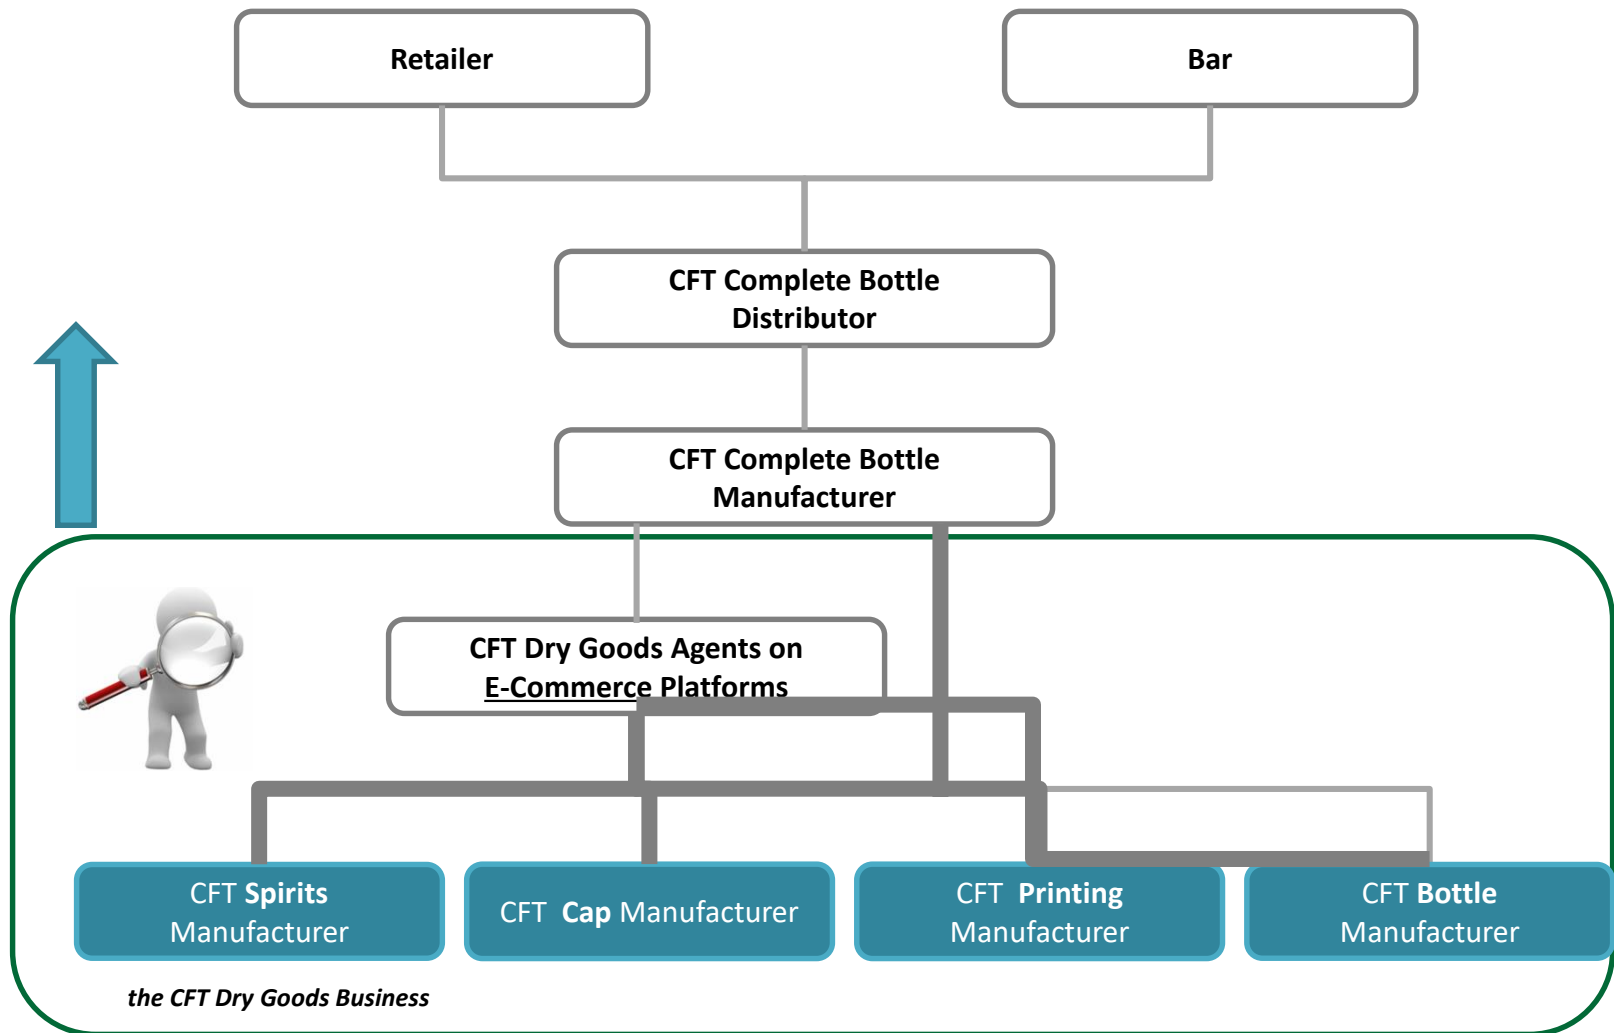 Retailer
Bar
CFT Complete Bottle
Distributor
CFT Complete Bottle
Manufacturer
CFT Dry Goods Agents on
E-Commerce Platforms
CFT Spirits
Manufacturer
CFT Cap Manufacturer
CFT Printing
Manufacturer
CFT Bottle
Manufacturer
the CFT Dry Goods Business